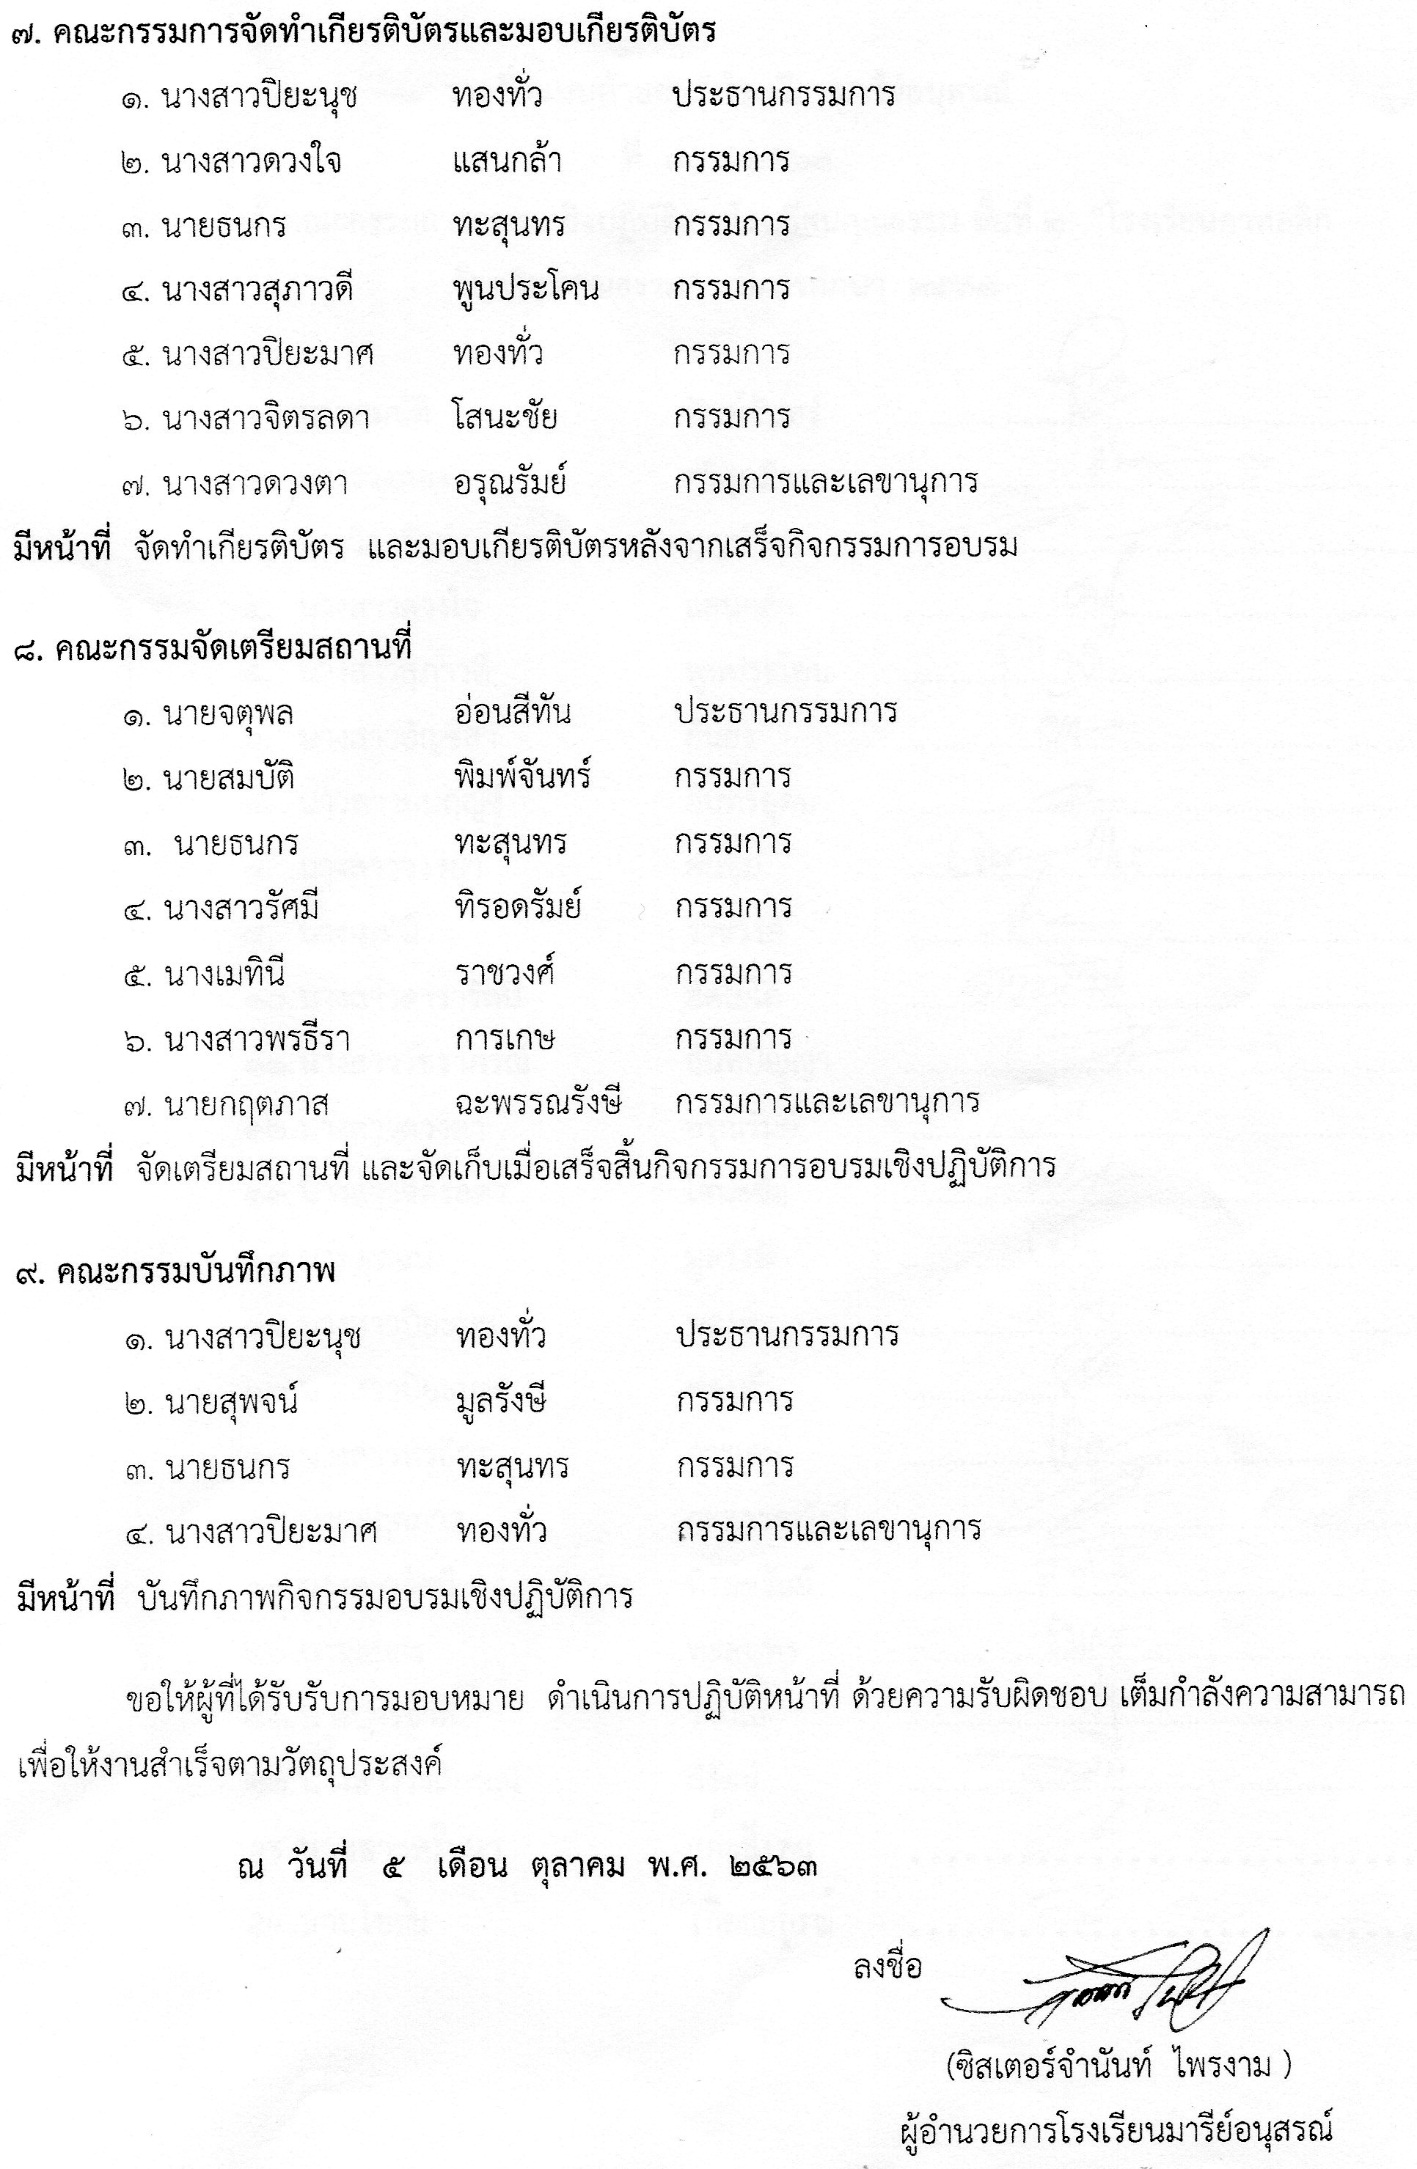 ๗. คณะกรรมการจัดทำเกียรติบัตรและมอบเกียรติบัตร
๑. นางสาวปิยะนุช ทองทั่ว ประธานกรรมการ
๒. นางสาวดวงใจ แสนกล้า กรรมการ
๓. นายธนกร ทะสุนทร กรรมการ
๔. นางสาวสุภาวดี พูนประโคน กรรมการ
๕. นางสาวปิยะมาศ ทองทั่ว กรรมการ
๖. นางสาวจิตรลดา โสนะชัย กรรมการ
๗. นางสาวดวงตา อรุณรัมย์ กรรมการและเลขานุการ
มีหน้าที่ จัดทำเกียรติบัตร และมอบเกียรติบัตรหลังจากเสร็จกิจกรรมการอบรม
๘. คณะกรรมจัดเตรียมสถานที่
๑. นายจตุพล อ่อนสีทัน ประธานกรรมการ
๒. นายสมบัติ พิมพ์จันทร์ กรรมการ
๓. นายธนกร ทะสุนทร กรรมการ
๔. นางสาวรัศมี ทิรอดรัมย์ กรรมการ
๕. นางเมทินี ราชวงศ์ กรรมการ
๖. นางสาวพรธีรา การเกษ กรรมการ
๗. นายกฤตภาส ฉะพรรณรังษี กรรมการและเลขานุการ
มีหน้าที่ จัดเตรียมสถานที่ และจัดเก็บเมื่อเสร็จสิ้นกิจกรรมการอบรมเชิงปฏิบัติการ
๙. คณะกรรมบันทึกภาพ
๑. นางสาวปิยะนุช ทองทั่ว ประธานกรรมการ
๒. นายสุพจน์ มูลรังษี กรรมการ
๓. นายธนกร ทะสุนทร กรรมการ
๔. นางสาวปิยะมาศ ทองทั่ว กรรมการและเลขานุการ
มีหน้าที่ บันทึกภาพกิจกรรมอบรมเชิงปฏิบัติการ
ขอให้ผู้ที่ได้รับรับการมอบหมาย ดำเนินการปฏิบัติหน้าที่ ด้วยความรับผิดชอบ เต็มกำลังความสามารถ
เพื่อให้งานสำเร็จตามวัตถุประสงค์
ณ วันที่ ๕ เดือน ตุลาคม พ.ศ. ๒๕๖๓
ลงชื่อ
(ซิสเตอร์จำนันท์ ไพรงาม )
ผู้อำนวยการโรงเรียนมารีย์อนุสรณ์